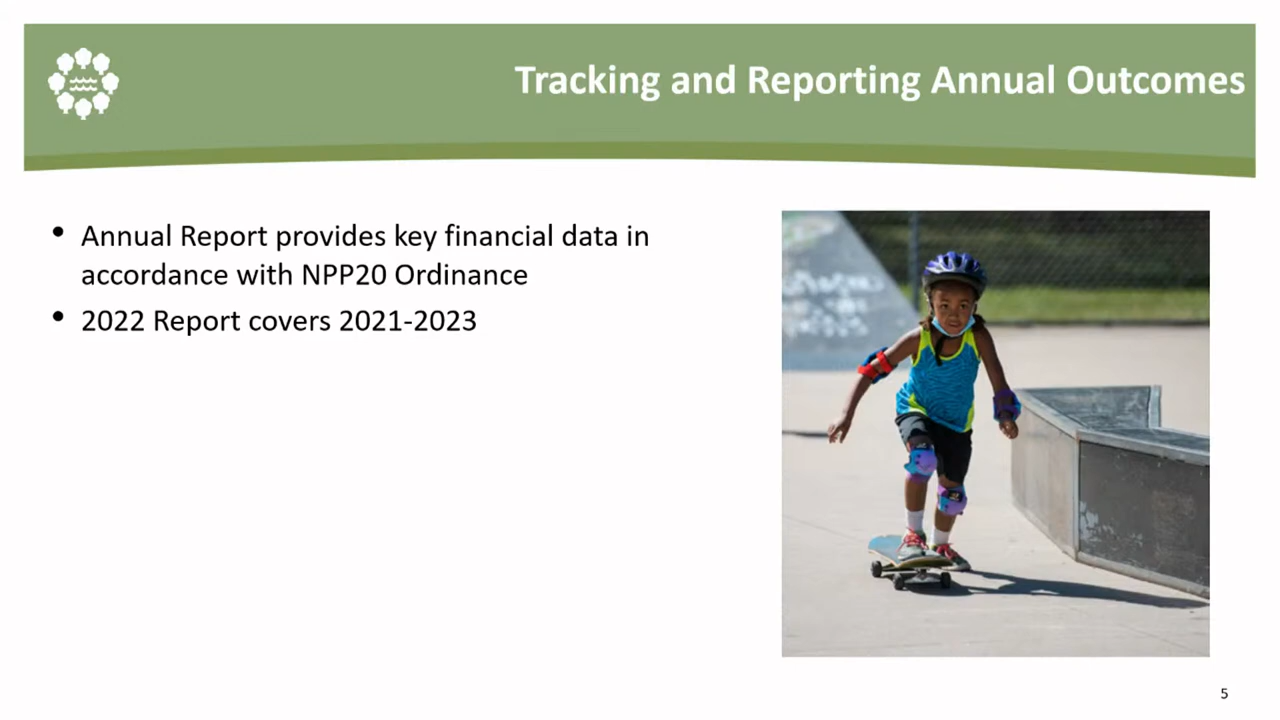 Tracking and Reporting Annual Outcomes
• Annual Report provides key financial data in
accordance with NPP20 Ordinance
• 2022 Report covers 2021-2023
5